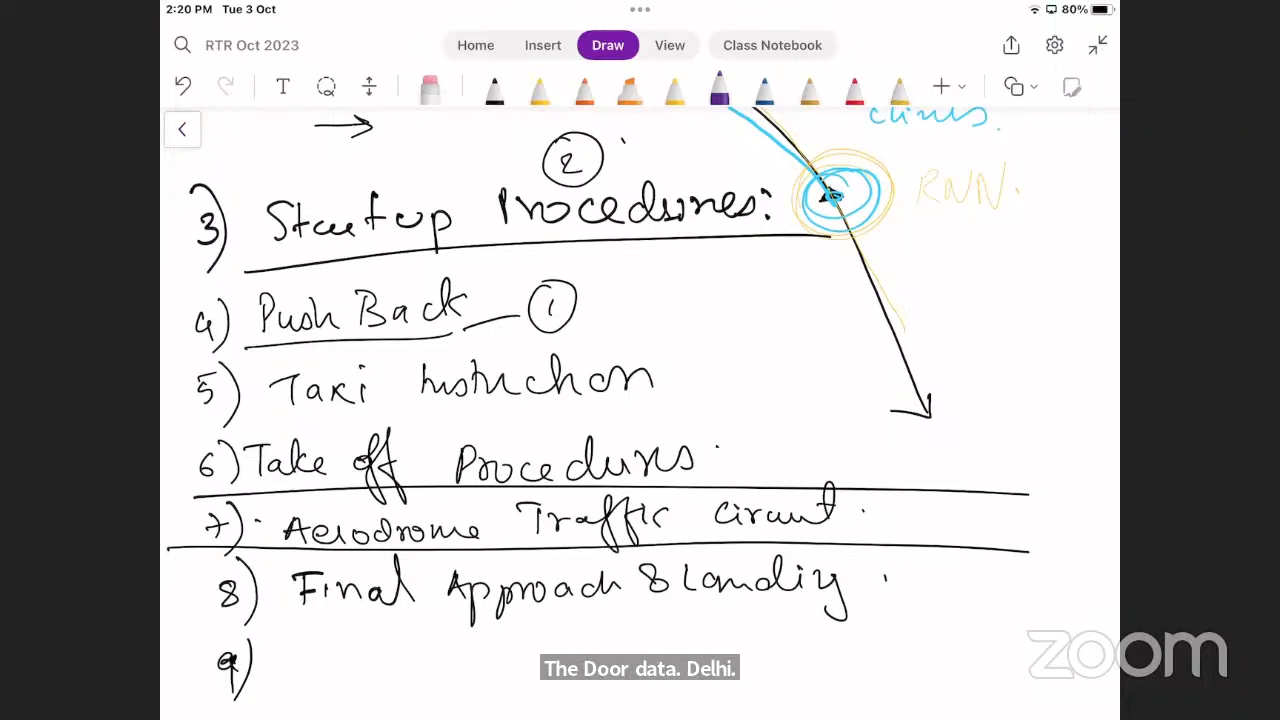 2:20 PM Tue 3 Oct
80%
RTR Oct 2023
Home Insert Draw View Class Notebook
T
climbs.
2
RNN.
3) Startup Procedures:
4) Push Back 1
5) Taxi Instruction
6) Take off Procedures.
7) Aerodrome Traffic Circuit.
8) Final Approach & Landing.
9)
The Door data. Delhi.
zoom